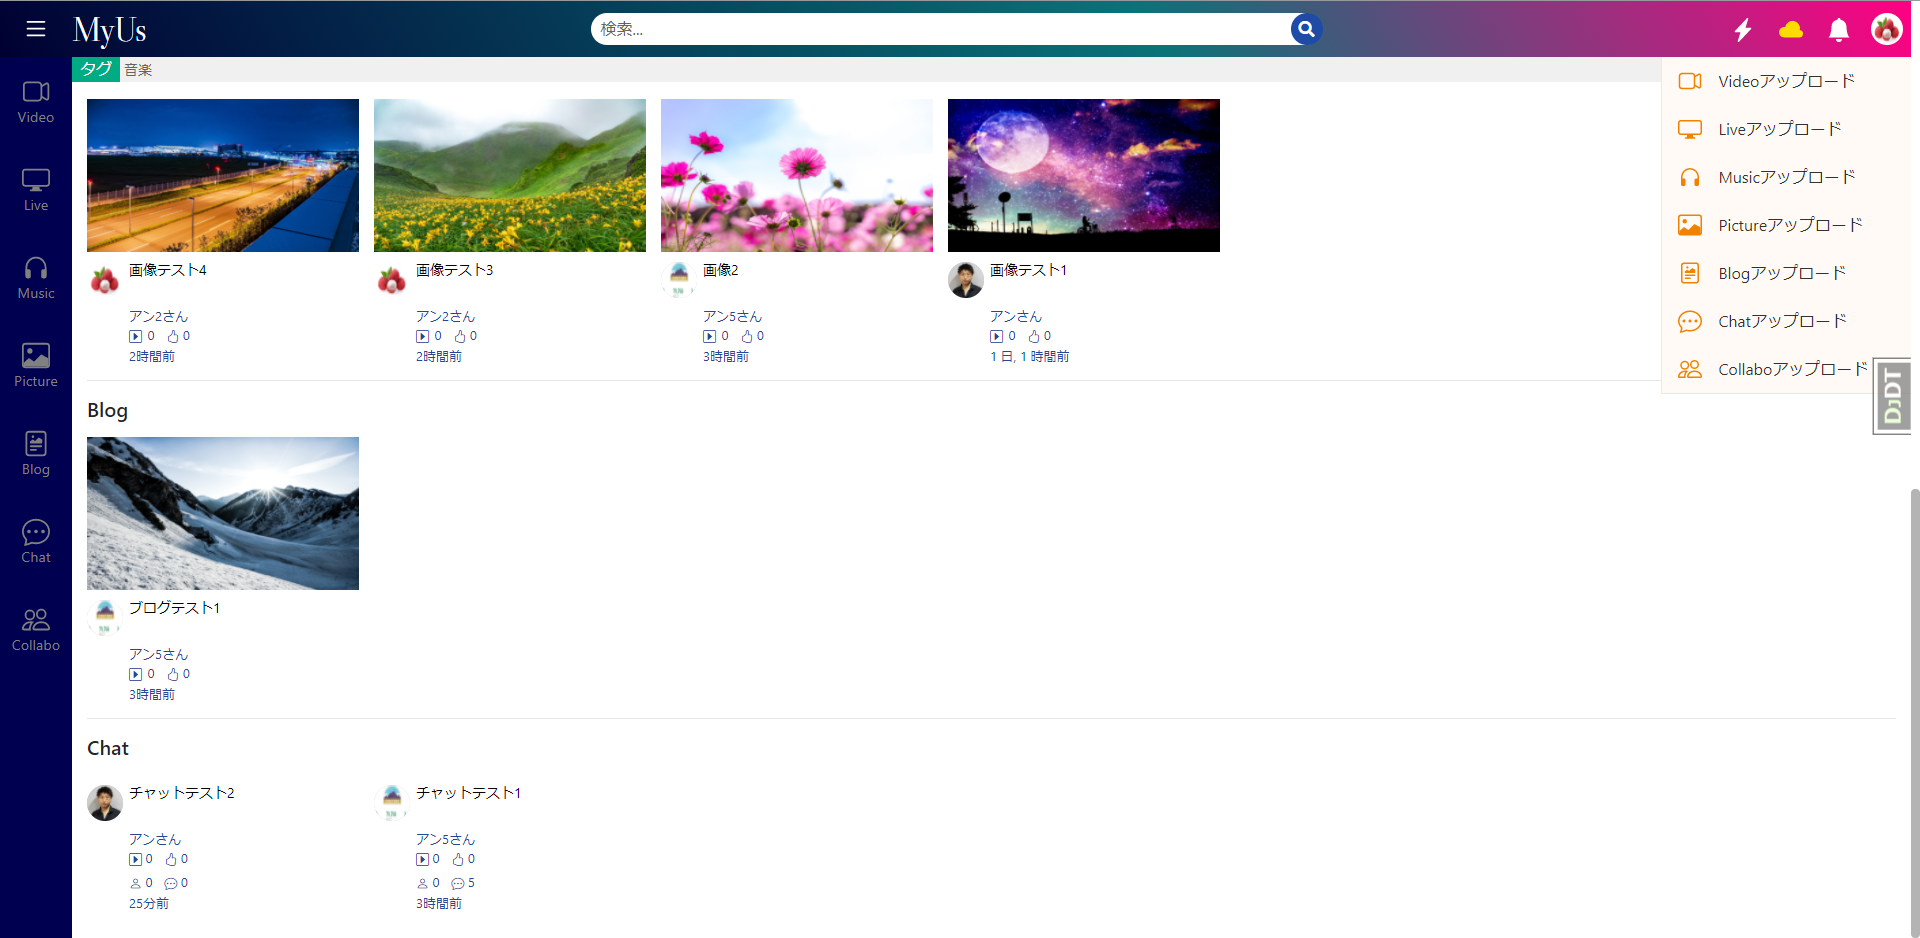 MyUs
検索...
タグ 音楽
Video
Live
Music
Picture
Blog
Chat
Collabo
画像テスト4
アン2さん
0 0
2時間前
画像テスト3
アン2さん
0 0
2時間前
画像2
アン5さん
0 0
3時間前
画像テスト1
アンさん
0 0
1 日, 1 時間前
Blog
ブログテスト1
アン5さん
0 0
3時間前
Chat
チャットテスト2
アンさん
0 0
0 0
25分前
チャットテスト1
アン5さん
0 0
0 5
3時間前
Videoアップロード
Liveアップロード
Musicアップロード
Pictureアップロード
Blogアップロード
Chatアップロード
Collaboアップロード
DJDT